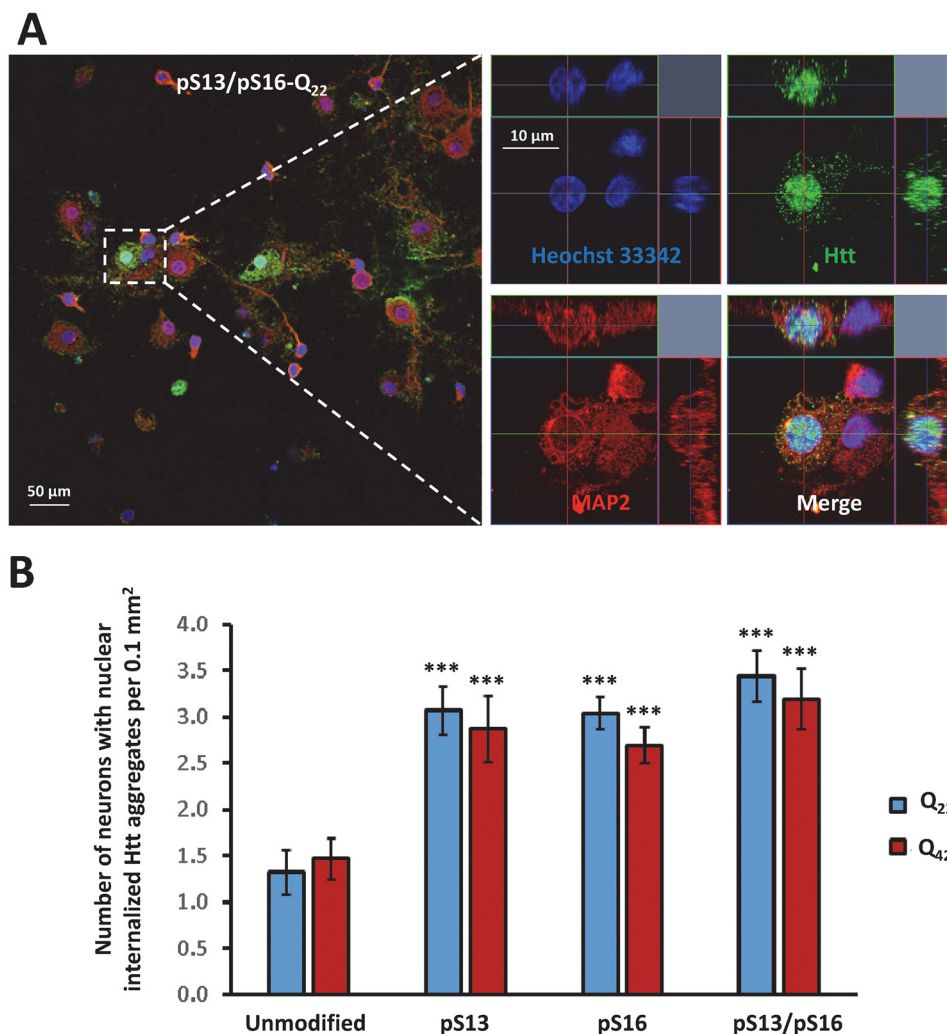 A
pS13/pS16-Q22
50 µm
10 µm
Heochst 33342
Htt
MAP2
Merge
B
Number of neurons with nuclear
internalized Htt aggregates per 0.1 mm2
4.0
3.5
3.0
2.5
2.0
1.5
1.0
0.5
0.0
*** *** *** *** *** ***
Unmodified pS13 pS16 pS13/pS16
Q2
Q42